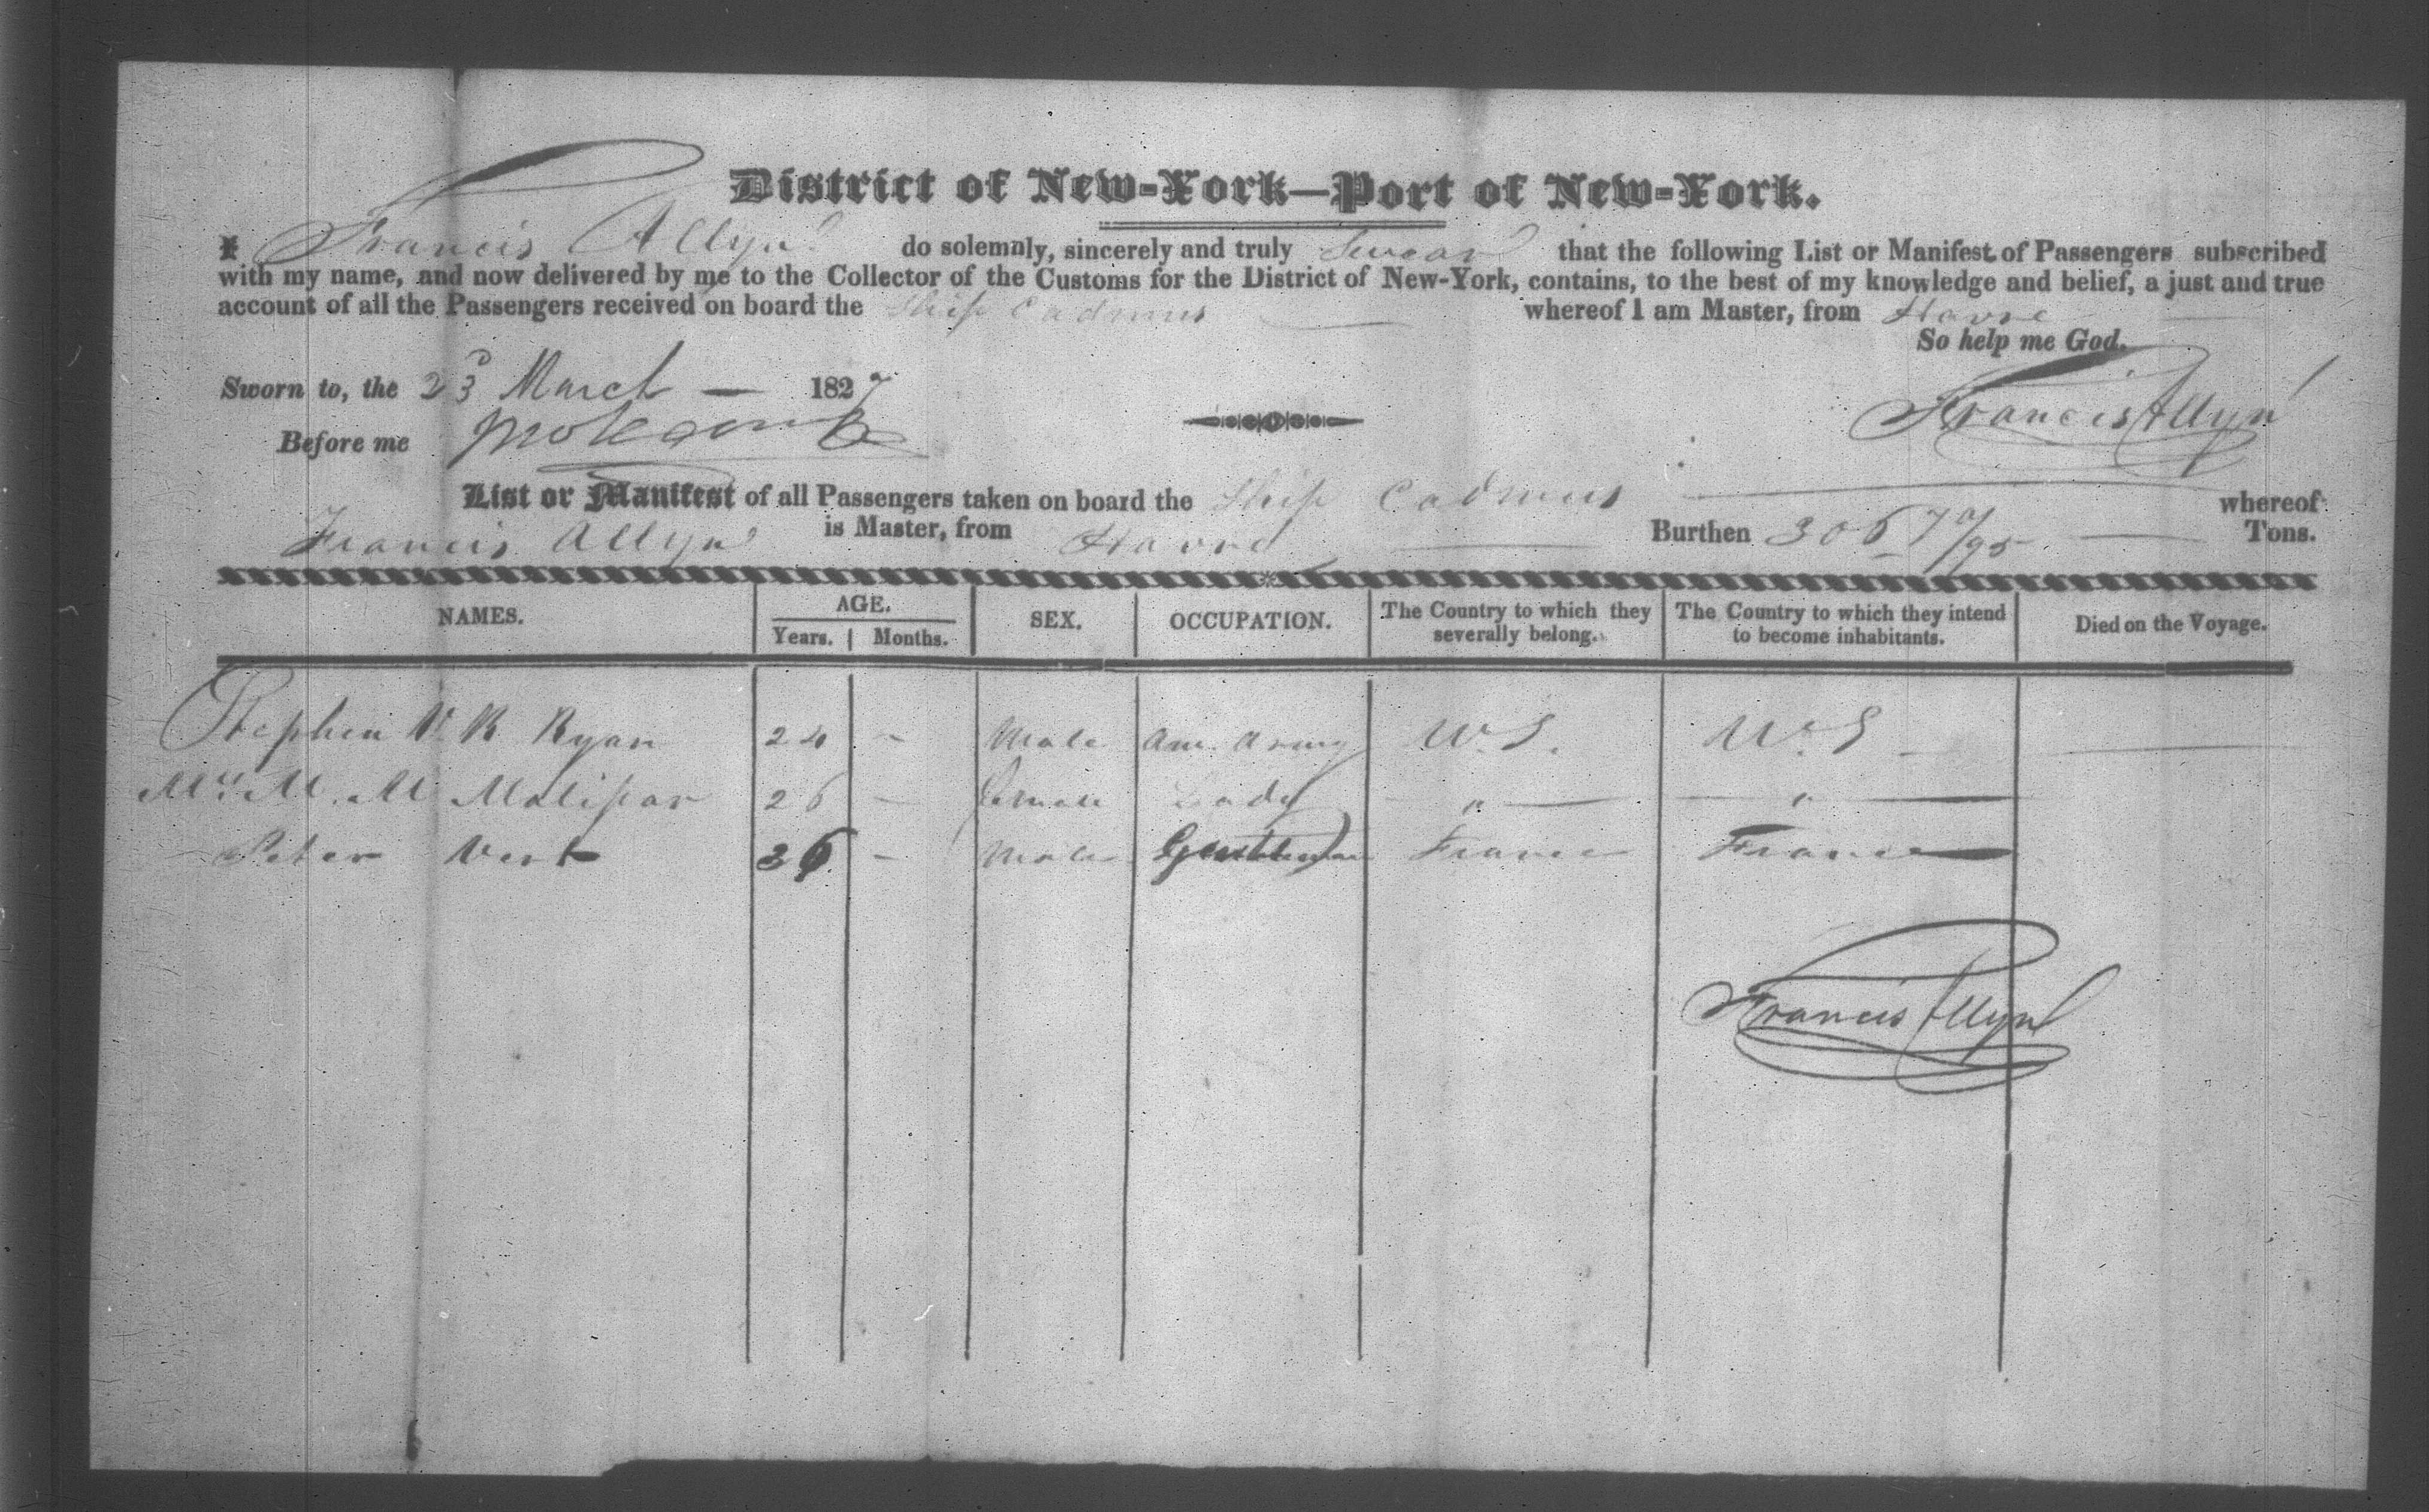 District of New-York—Port of New-York.
I Francis Allyn do solemnly, sincerely and truly Swear that the following List or Manifest of Passengers subscribed
with my name, and now delivered by me to the Collector of the Customs for the District of New-York, contains, to the best of my knowledge and belief, a just and true
account of all the Passengers received on board the Ship Cadmus whereof I am Master, from Havre
So help me God.
Sworn to, the 23 March — 1827
Francis Allyn
Before me
List or Manifest of all Passengers taken on board the Ship Cadmus whereof
Francis Allyn is Master, from Havre Burthen 306 Tons.
NAMES. AGE. SEX. OCCUPATION. The Country to which they severally belong. The Country to which they intend to become inhabitants. Died on the Voyage.
Years. Months.
Stephen V. R Ryan 24 - Male Am. Army U.S. U.S —
M. M 26 - female Lady " — " —
Peter Vert 36 - Male Gentleman France France
Francis Allyn